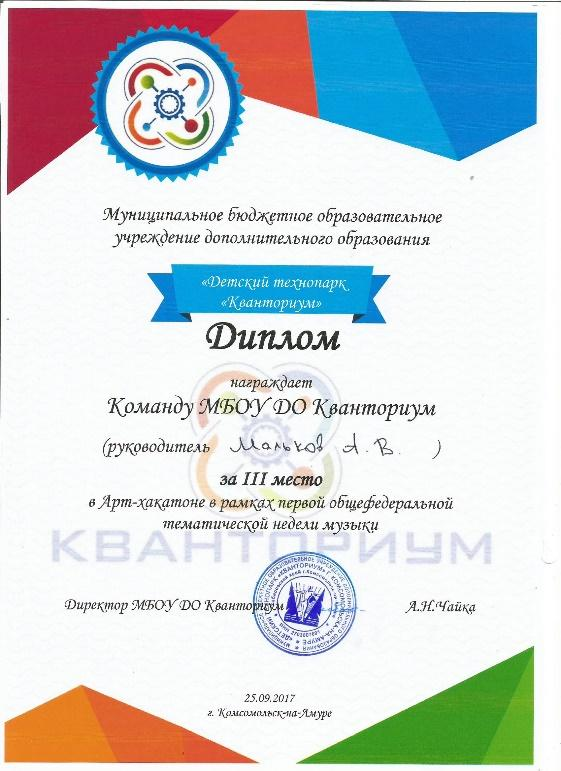 Муниципальное бюджетное образовательное
учреждение дополнительного образования
«Детский технопарк
«Кванториум»
Диплом
награждает
Команду МБОУ ДО Кванториум
(руководитель Мальков А. В. )
за III место
в Арт-хакатоне в рамках первой общефедеральной
тематической недели музыки
КВАНТОРИУМ
Директор МБОУ ДО Кванториум А.Н.Чайка
25.09.2017
г. Комсомольск-на-Амуре